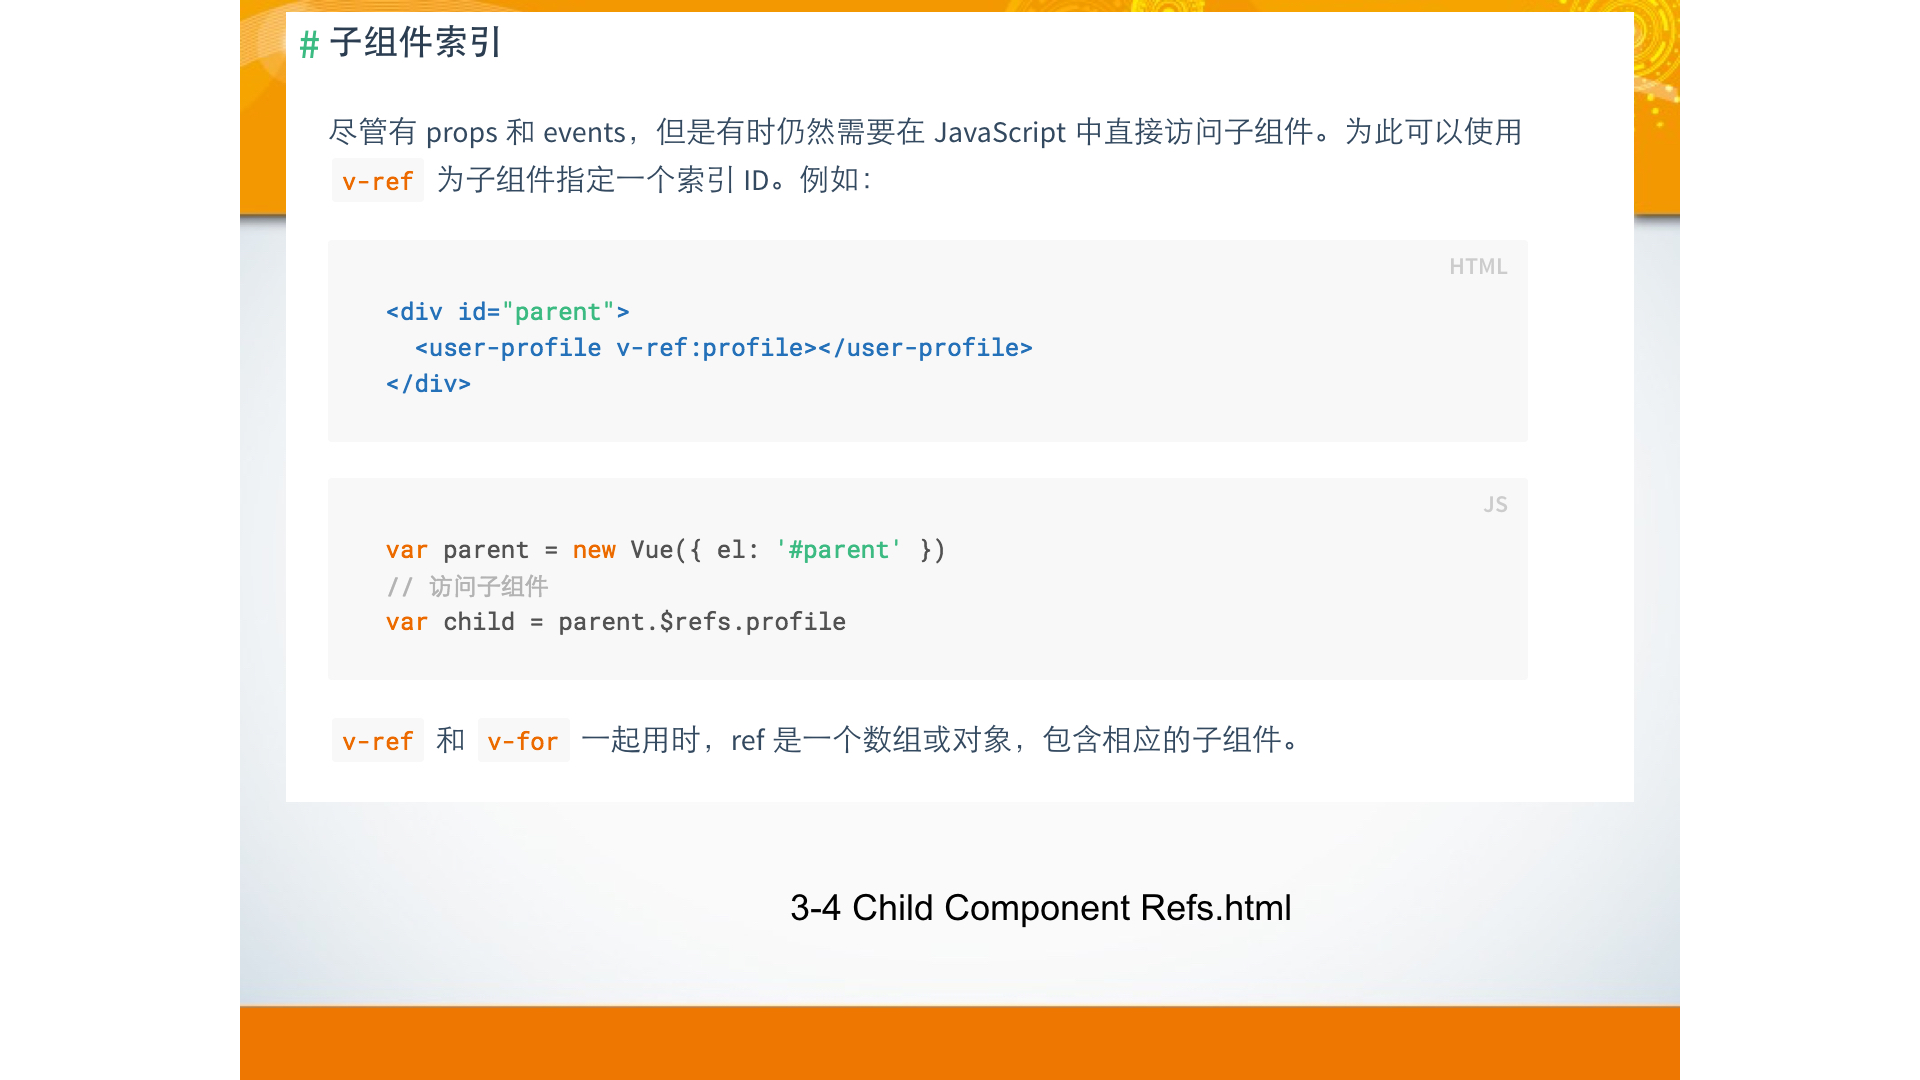 # 子组件索引
尽管有 props 和 events，但是有时仍然需要在 JavaScript 中直接访问子组件。为此可以使用
v-ref 为子组件指定一个索引 ID。例如：
HTML
<div id="parent">
  <user-profile v-ref:profile></user-profile>
</div>
JS
var parent = new Vue({ el: '#parent' })
// 访问子组件
var child = parent.$refs.profile
v-ref 和 v-for 一起用时，ref 是一个数组或对象，包含相应的子组件。
3-4 Child Component Refs.html